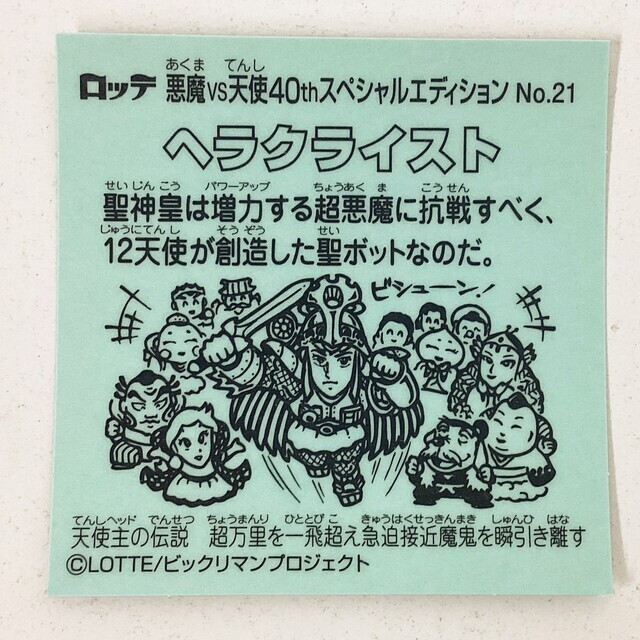 あくま てんし
ロッテ 悪魔VS天使40thスペシャルエディション No.21
ヘラクライスト
せいじんこう パワーアップ ちょうあくま こうせん
聖神皇は増力する超悪魔に抗戦すべく、
じゅうにてんし そうぞう せい
12天使が創造した聖ボットなのだ。
ビシューン!
てんしヘッド でんせつ ちょうまんり ひととびこ きゅうはくせっきんまき しゅんひ はな
天使主の伝説 超万里を一飛超え急迫接近魔鬼を瞬引き離す
©LOTTE/ビックリマンプロジェクト